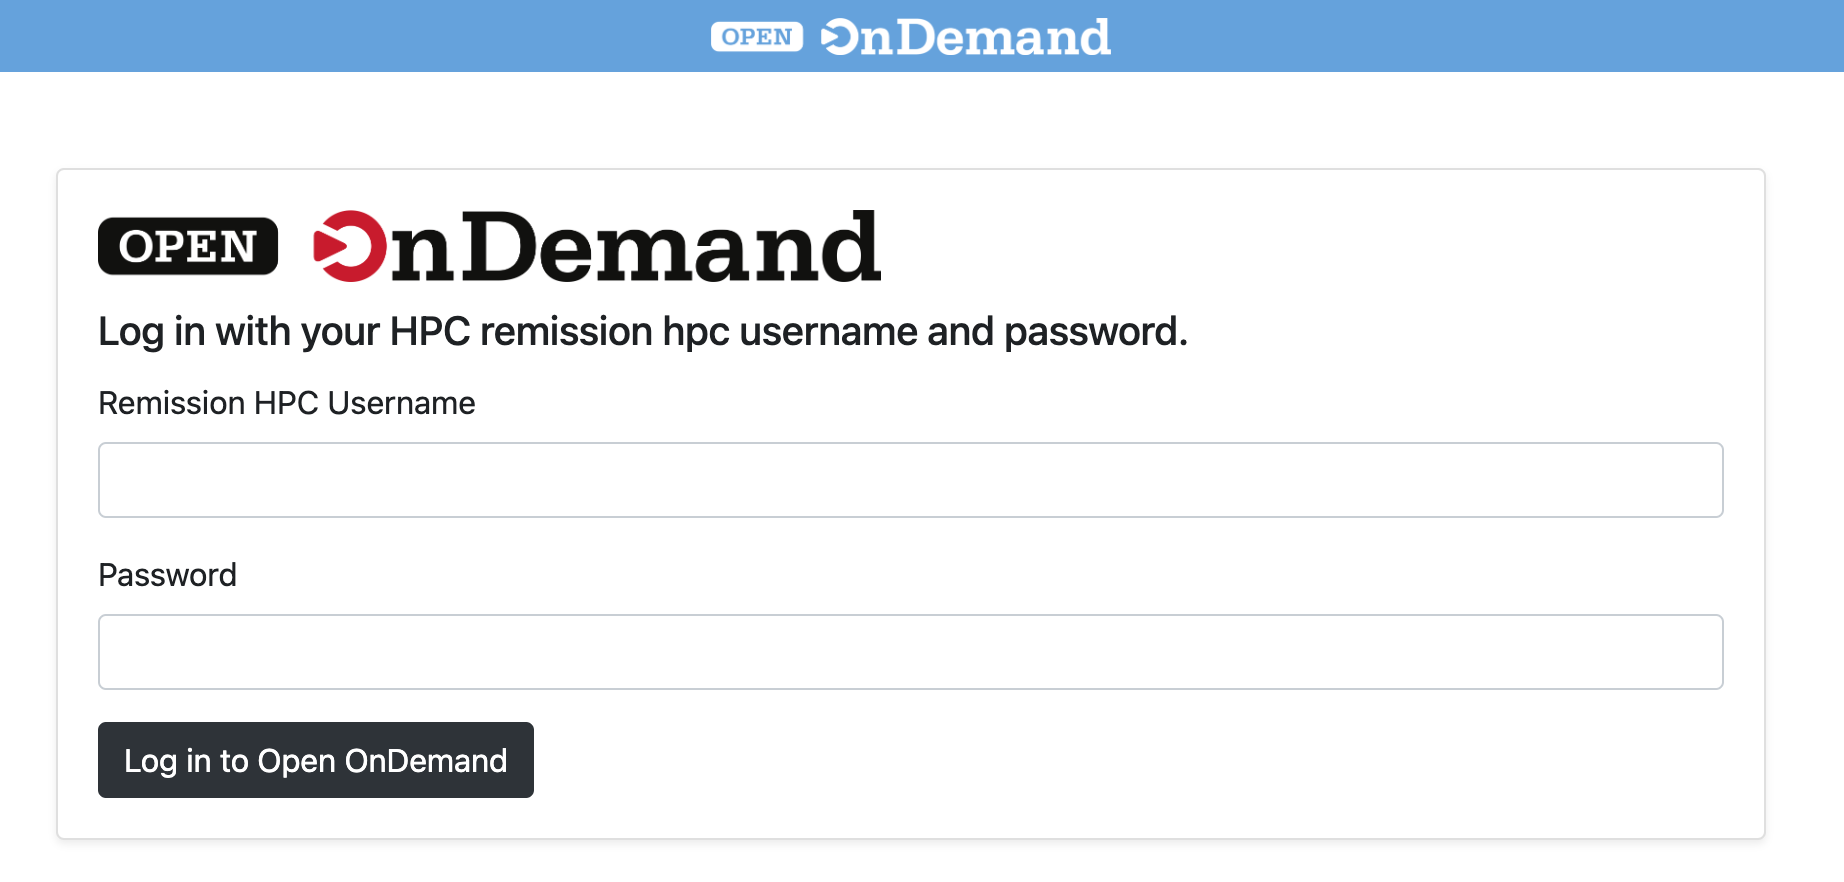 OPEN OnDemand
OPEN OnDemand
Log in with your HPC remission hpc username and password.
Remission HPC Username
Password
Log in to Open OnDemand